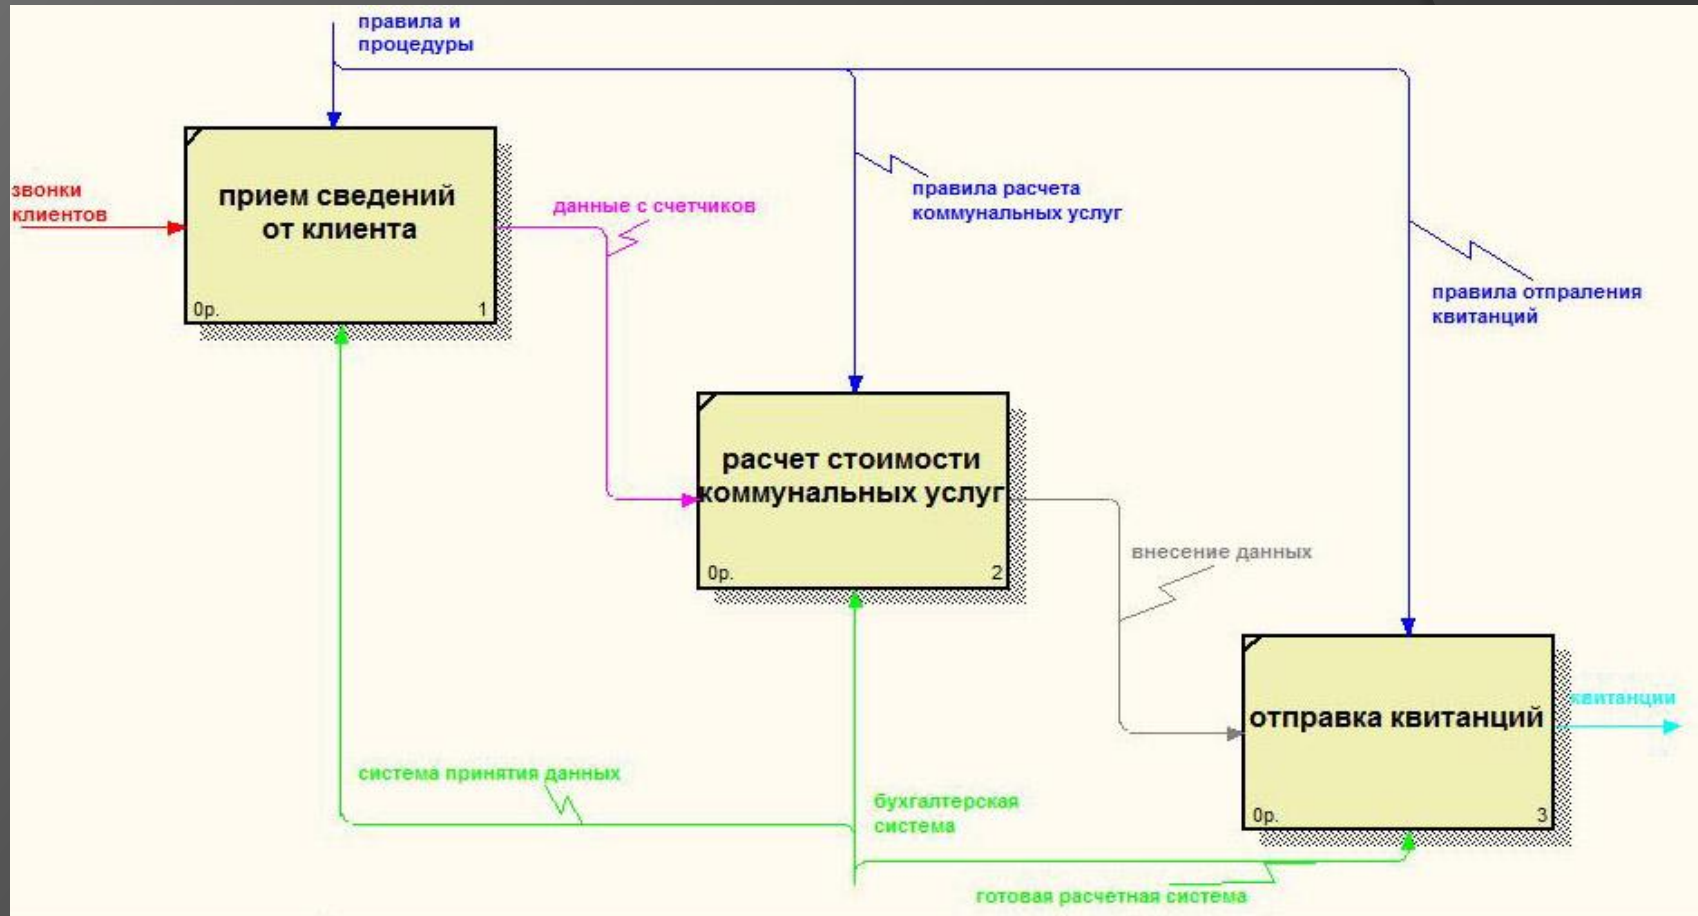 правила и
процедуры
звонки
клиентов
прием сведений
от клиента
0р.
1
данные с счетчиков
правила расчета
коммунальных услуг
правила отпраления
квитанций
расчет стоимости
коммунальных услуг
0р.
2
внесение данных
отправка квитанций
0р.
3
квитанции
система принятия данных
бухгалтерская
система
готовая расчетная система